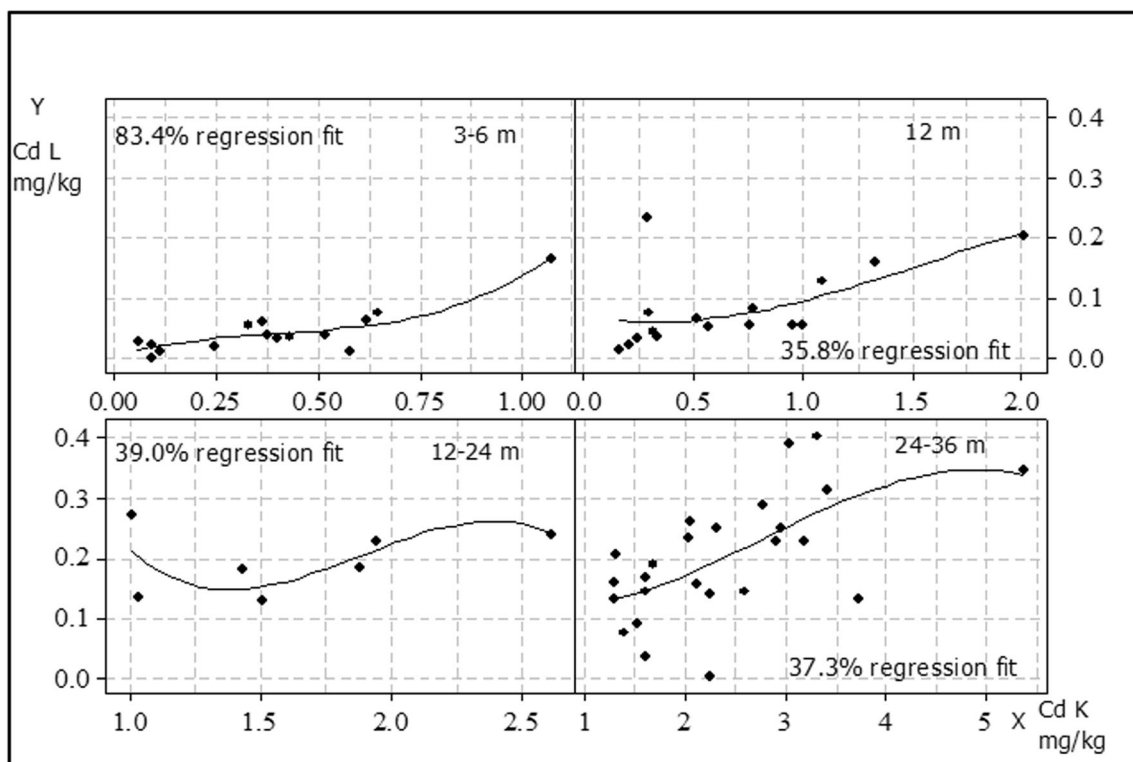 Y
Cd L
mg/kg
83.4% regression fit
3-6 m
12 m
35.8% regression fit
0.4
0.3
0.2
0.1
0.0
0.00 0.25 0.50 0.75 1.00
0.0 0.5 1.0 1.5 2.0
0.4
0.3
0.2
0.1
0.0
39.0% regression fit
12-24 m
24-36 m
37.3% regression fit
1.0 1.5 2.0 2.5
1 2 3 4 5
X
Cd K
mg/kg